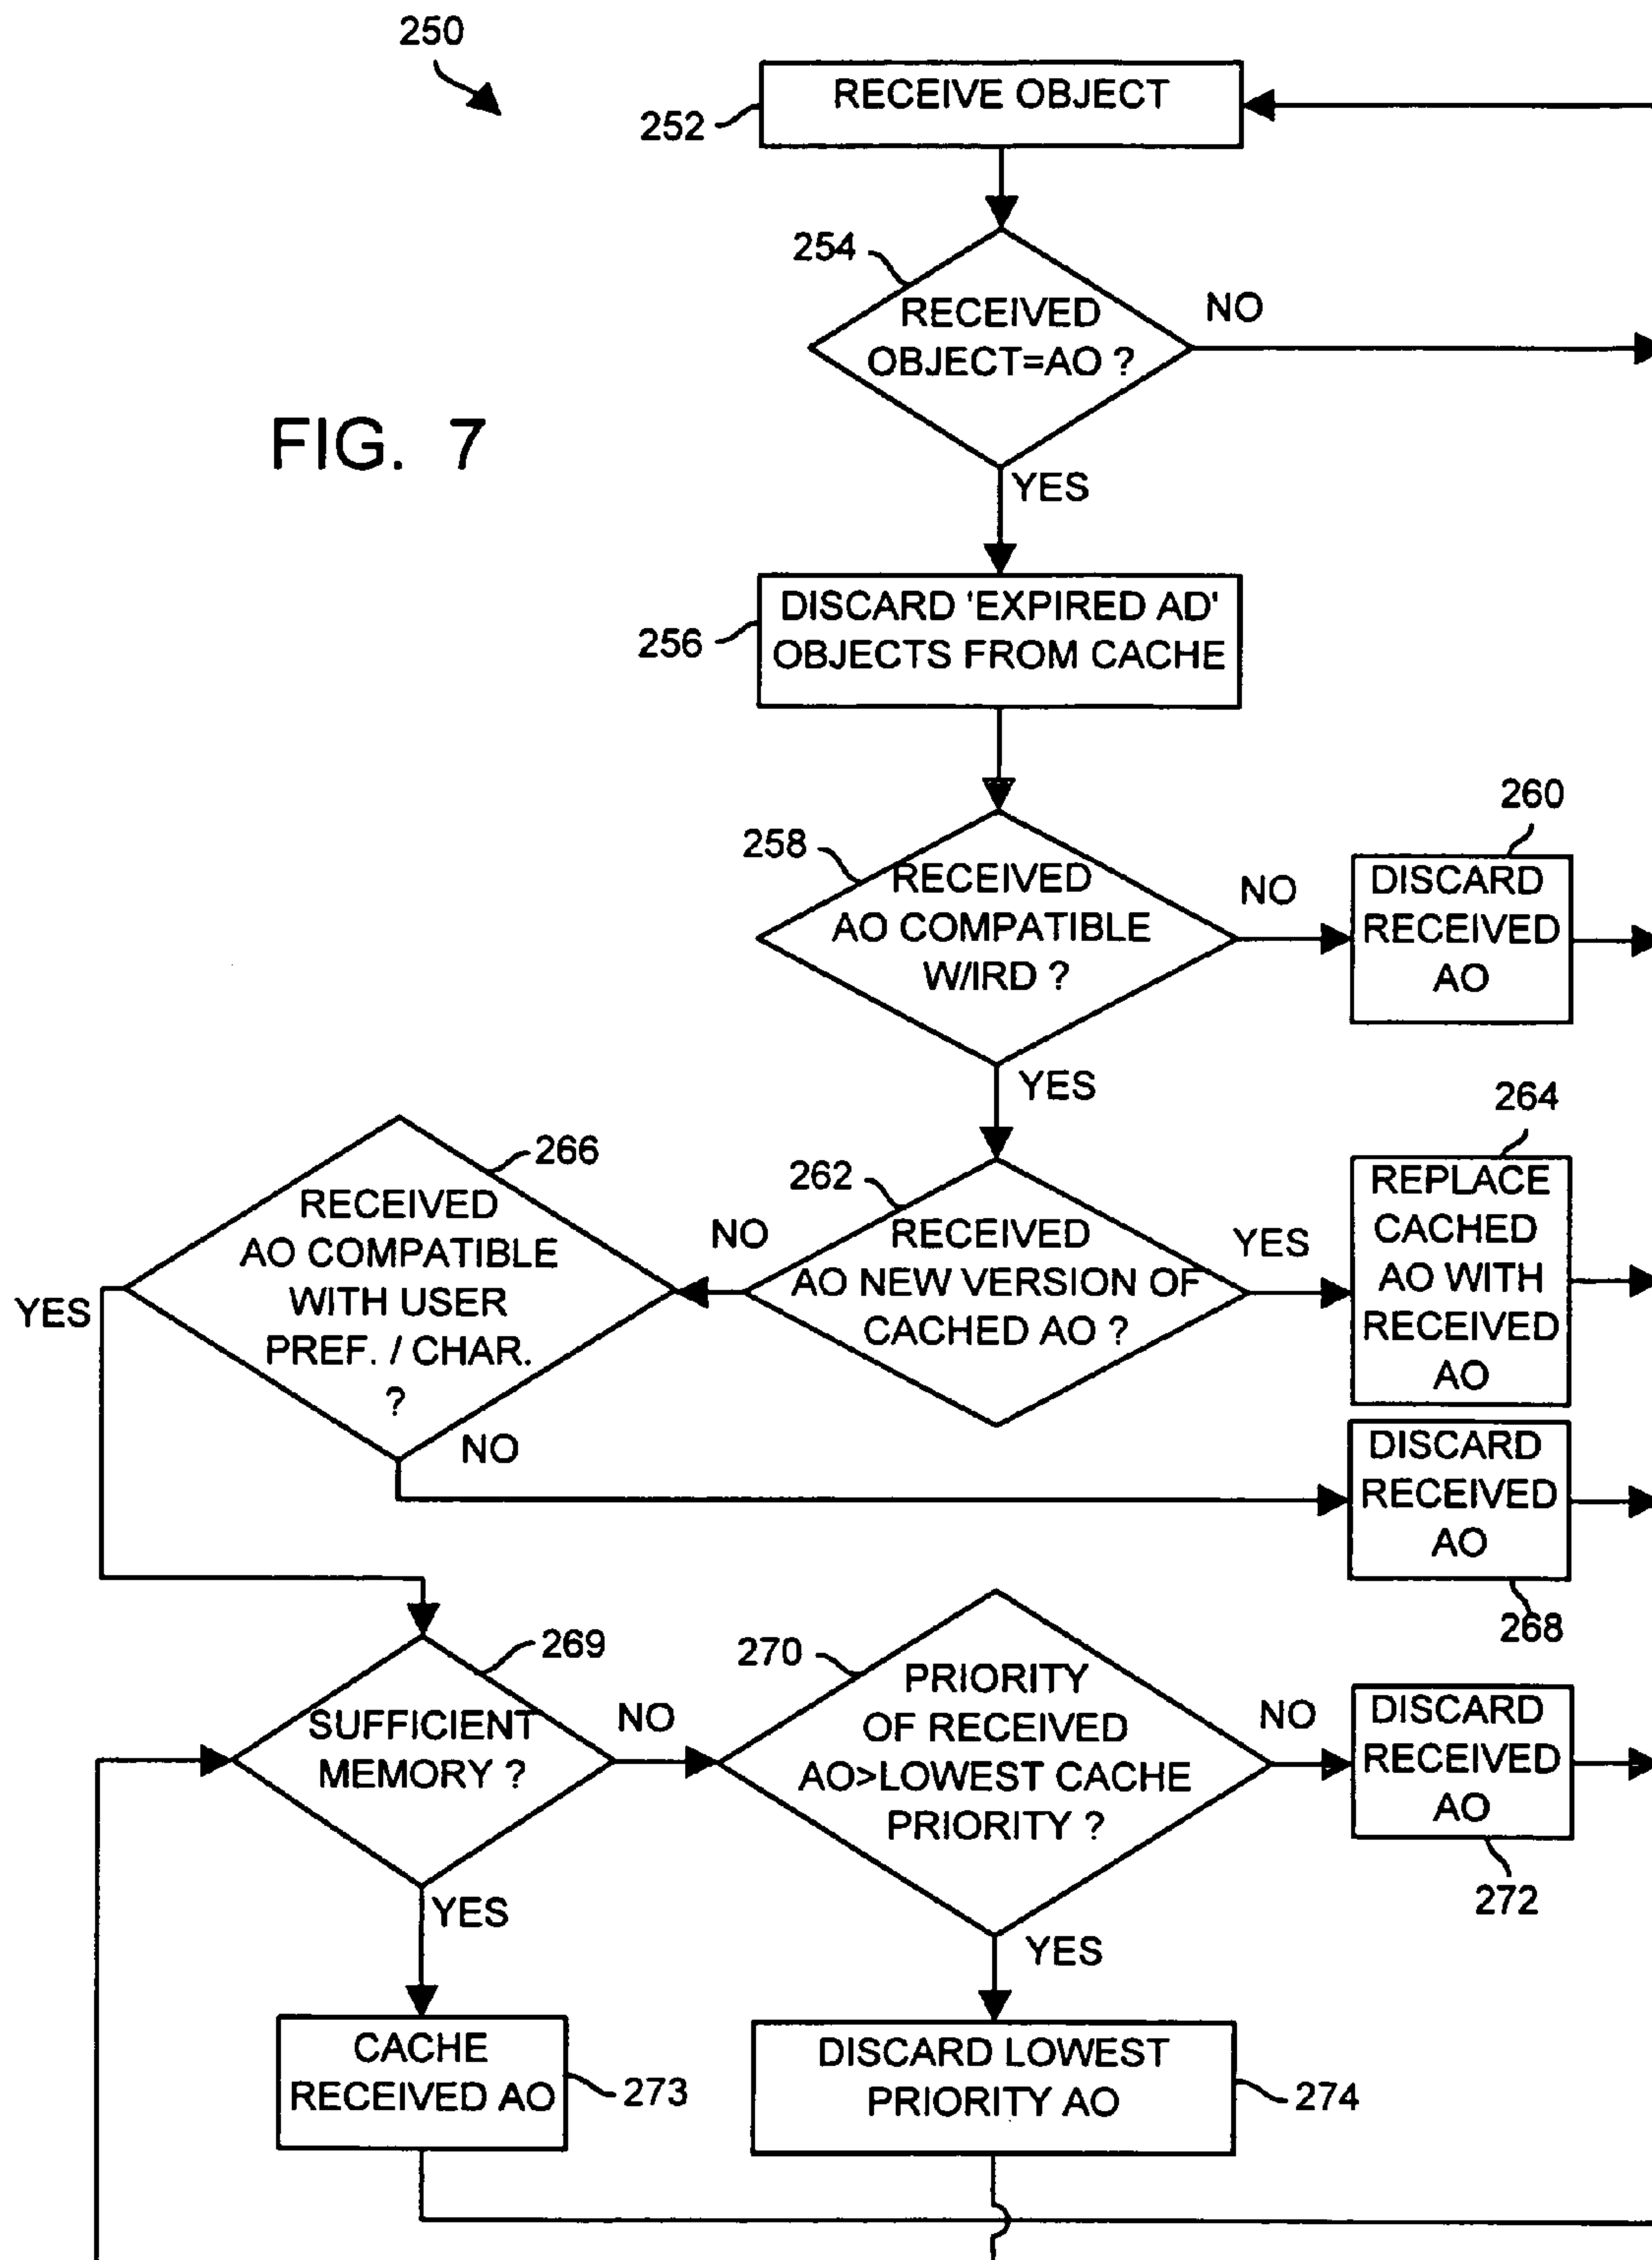 250
RECEIVE OBJECT
252
254
RECEIVED
OBJECT=AO ?
NO
FIG. 7
YES
DISCARD 'EXPIRED AD'
OBJECTS FROM CACHE
256
258
RECEIVED
AO COMPATIBLE
W/IRD ?
NO
260
DISCARD
RECEIVED
AO
YES
266
RECEIVED
AO COMPATIBLE
WITH USER
PREF. / CHAR.
?
YES
NO
NO
262
RECEIVED
AO NEW VERSION OF
CACHED AO ?
YES
264
REPLACE
CACHED
AO WITH
RECEIVED
AO
DISCARD
RECEIVED
AO
268
269
SUFFICIENT
MEMORY ?
NO
YES
270
PRIORITY
OF RECEIVED
AO>LOWEST CACHE
PRIORITY ?
NO
YES
DISCARD
RECEIVED
AO
272
CACHE
RECEIVED AO
273
DISCARD LOWEST
PRIORITY AO
274